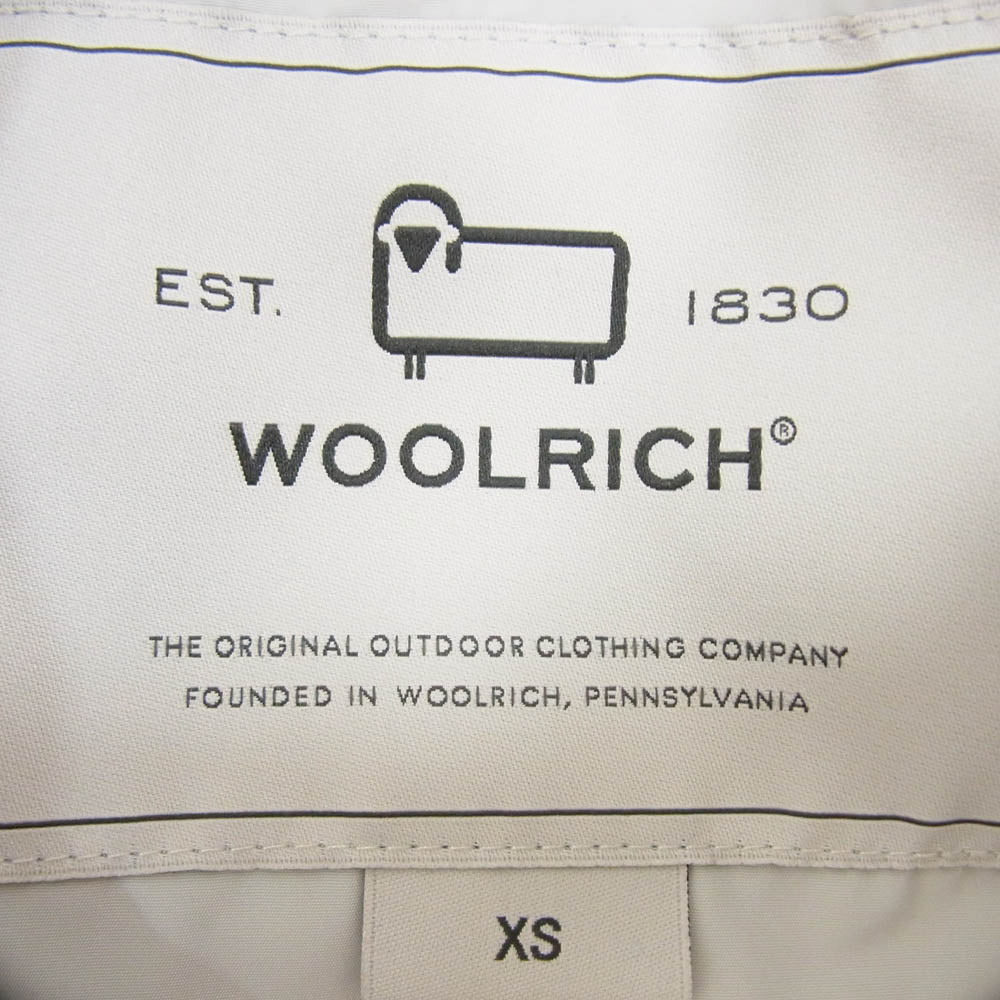 EST. 1830
WOOLRICH®
THE ORIGINAL OUTDOOR CLOTHING COMPANY
FOUNDED IN WOOLRICH, PENNSYLVANIA
XS